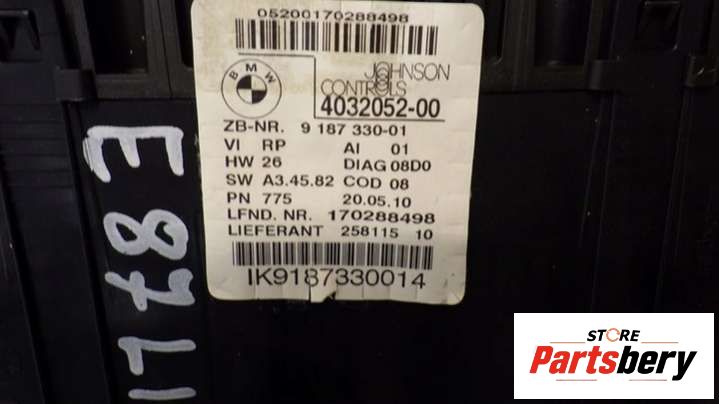 05200170288498
BMW
JOHNSON
CONTROLS
4032052-00
ZB-NR. 9 187 330-01
VI RP AI 01
HW 26 DIAG 08D0
SW A3.45.82 COD 08
PN 775 20.05.10
LFND. NR. 170288498
LIEFERANT 258115 10
IK9187330014
STORE
Partsbery